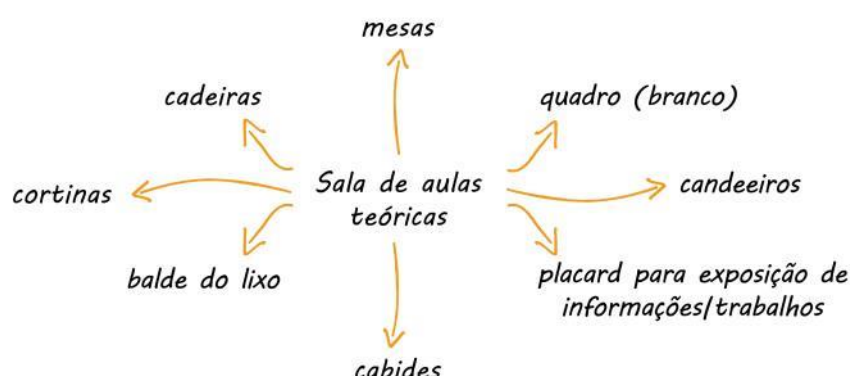 mesas
cadeiras
quadro (branco)
cortinas
Sala de aulas
teóricas
candeeiros
balde do lixo
placard para exposição de
informações/trabalhos
cabides